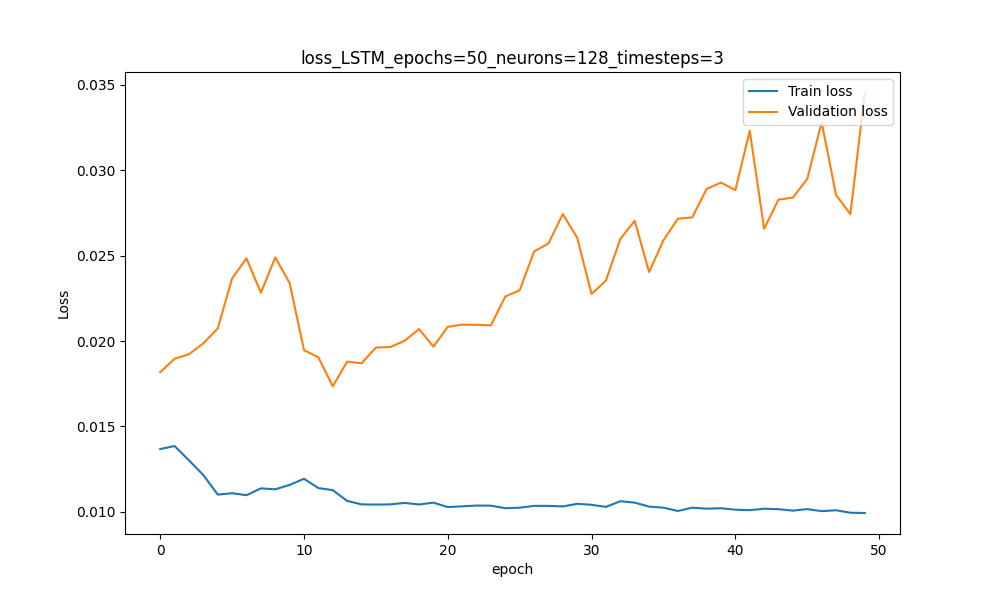 loss_LSTM_epochs=50_neurons=128_timesteps=3
Train loss
Validation loss
0.035
0.030
0.025
0.020
0.015
0.010
Loss
0 10 20 30 40 50
epoch